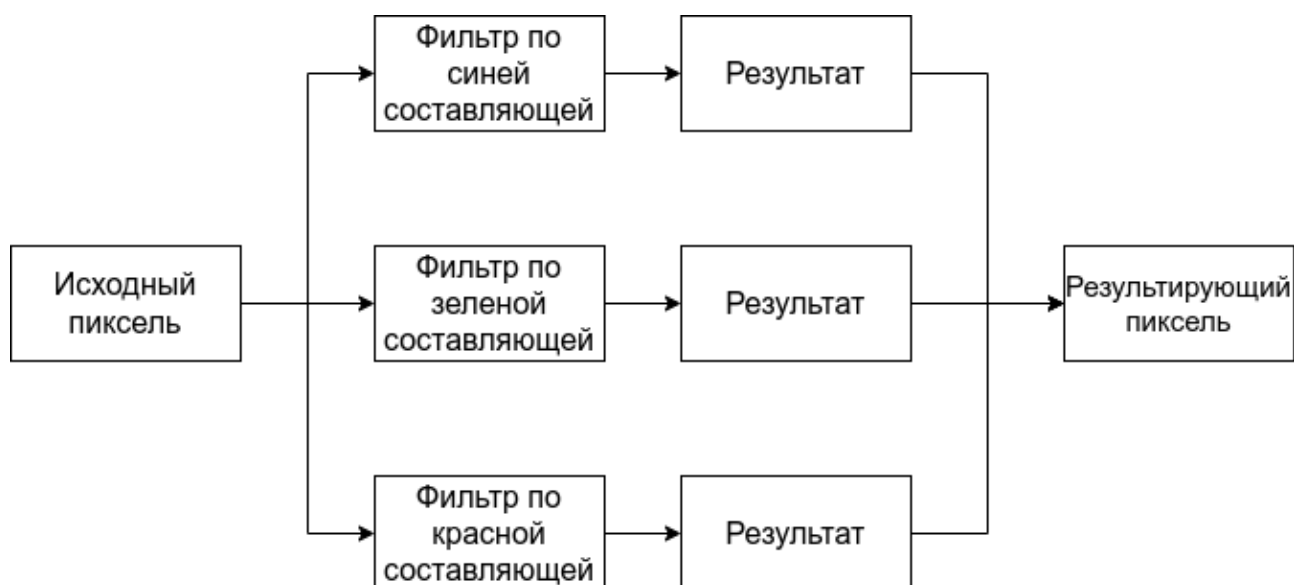 Фильтр по
синей
составляющей
Результат
Исходный
пиксель
Фильтр по
зеленой
составляющей
Результат
Результирующий
пиксель
Фильтр по
красной
составляющей
Результат